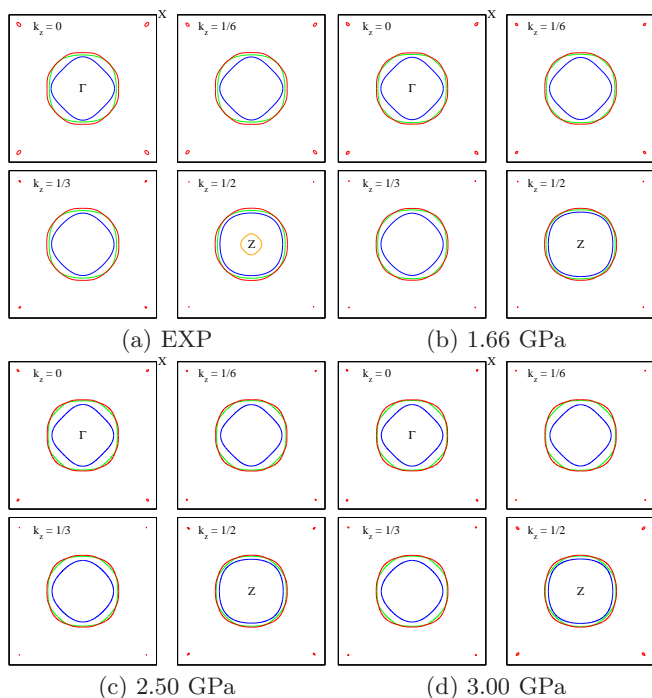 X
k_z = 0
k_z = 1/6
Γ
k_z = 1/3
k_z = 1/2
Z
(a) EXP
X
k_z = 0
k_z = 1/6
Γ
k_z = 1/3
k_z = 1/2
Z
(b) 1.66 GPa
X
k_z = 0
k_z = 1/6
Γ
k_z = 1/3
k_z = 1/2
Z
(c) 2.50 GPa
X
k_z = 0
k_z = 1/6
Γ
k_z = 1/3
k_z = 1/2
Z
(d) 3.00 GPa